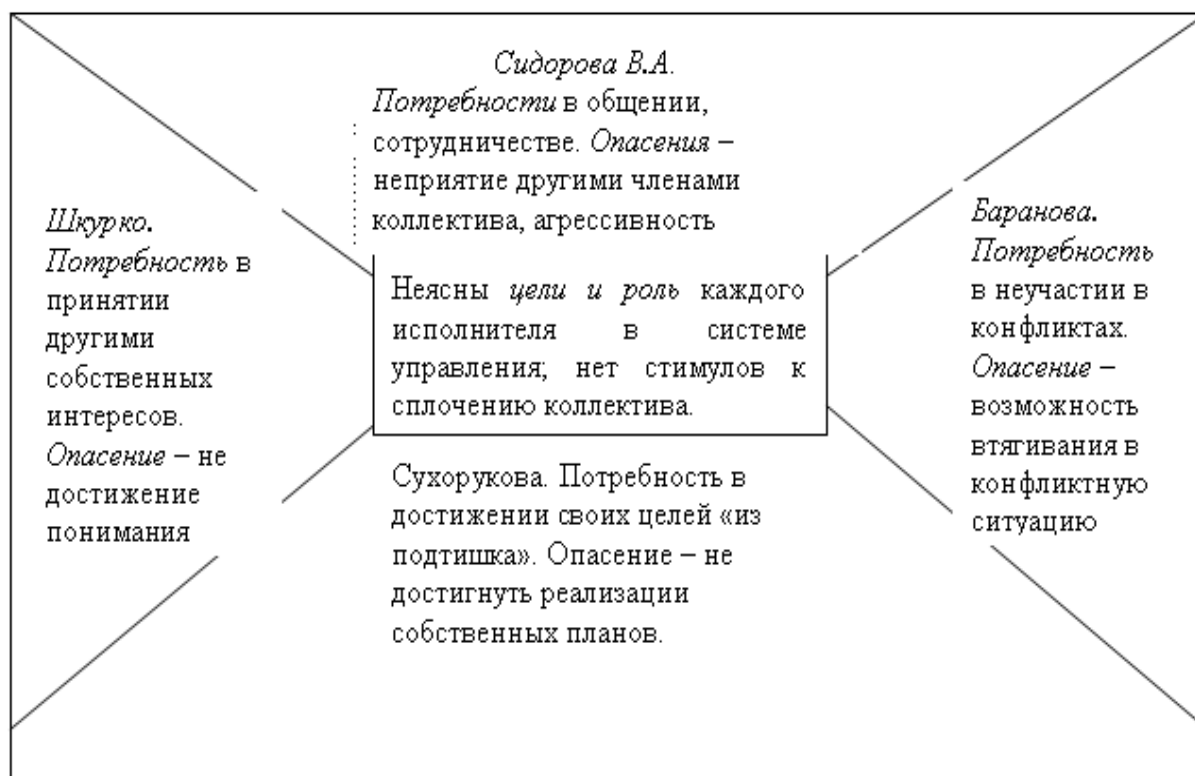 Сидорова В.А.
Потребности в общении,
сотрудничестве. Опасения –
неприятие другими членами
коллектива, агрессивность
Шкурко.
Потребность в
принятии
другими
собственных
интересов.
Опасение – не
достижение
понимания
Неясны цели и роль каждого
исполнителя в системе
управления; нет стимулов к
сплочению коллектива.
Баранова.
Потребность
в неучастии в
конфликтах.
Опасение –
возможность
втягивания в
конфликтную
ситуацию
Сухорукова. Потребность в
достижении своих целей «из
подтишка». Опасение – не
достигнуть реализации
собственных планов.